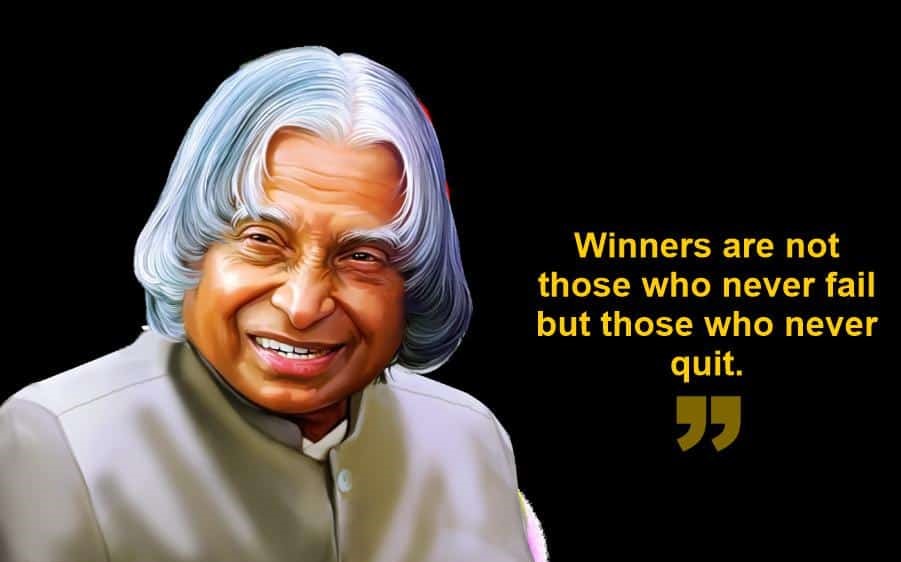 Winners are not
those who never fail
but those who never
quit.
”